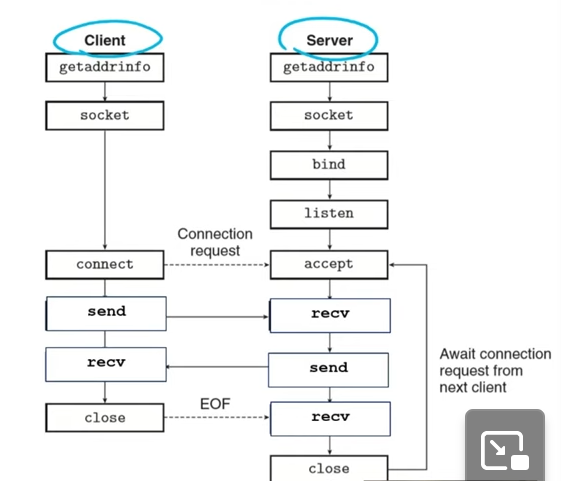 Client
Server
getaddrinfo
getaddrinfo
socket
socket
bind
listen
Connection
request
connect
accept
send
recv
recv
send
Await connection
request from
next client
EOF
close
recv
close